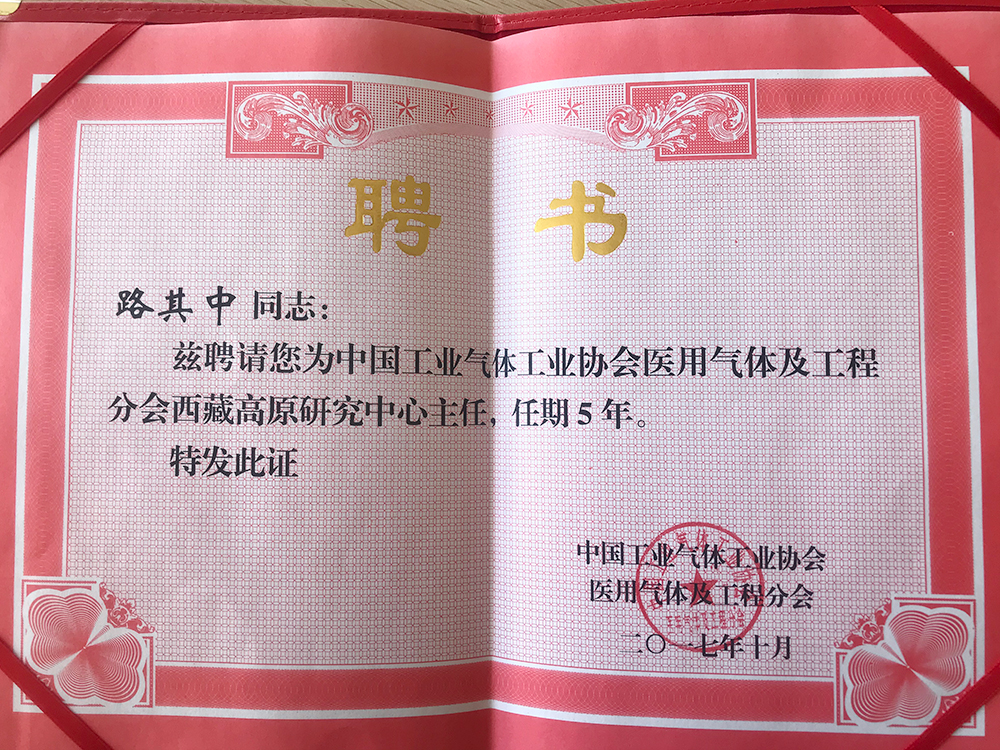 聘书
路其中 同志：
兹聘请您为中国工业气体工业协会医用气体及工程
分会西藏高原研究中心主任，任期 5 年。
特发此证
中国工业气体工业协会
医用气体及工程分会
二〇一七年十月